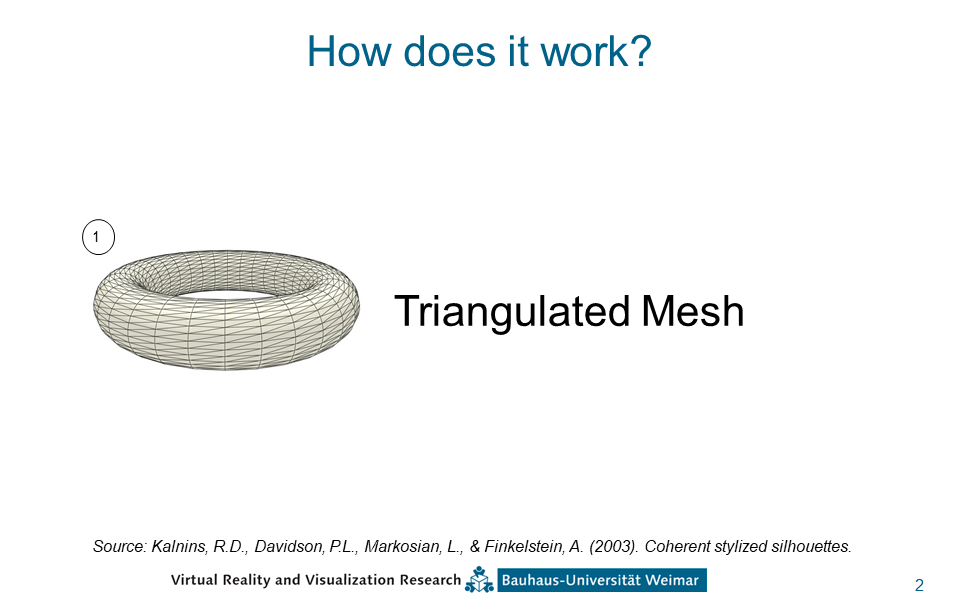 How does it work?
1
Triangulated Mesh
Source: Kalnins, R.D., Davidson, P.L., Markosian, L., & Finkelstein, A. (2003). Coherent stylized silhouettes.
Virtual Reality and Visualization Research Bauhaus-Universität Weimar
2